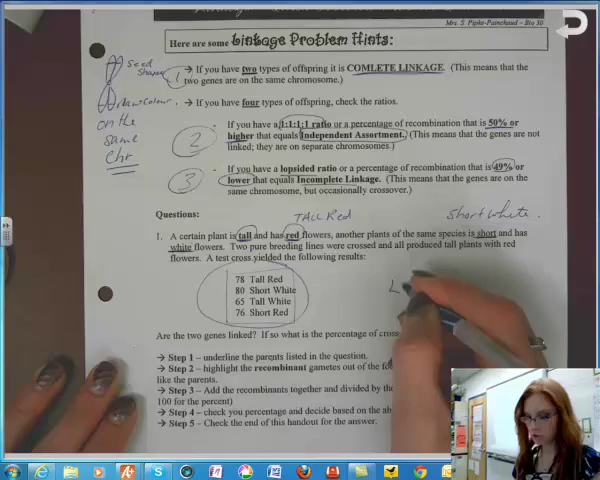 Mrs. S. Pipke-Painchaud ~ Bio 30
Here are some Linkage Problem Hints:
→ If you have two types of offspring it is COMLETE LINKAGE. (This means that the
two genes are on the same chromosome.)
→ If you have four types of offspring, check the ratios.
- If you have a 1:1:1:1 ratio or a percentage of recombination that is 50% or
higher that equals Independent Assortment. (This means that the genes are not
linked; they are on separate chromosomes.)
- If you have a lopsided ratio or a percentage of recombination that is 49% or
lower that equals Incomplete Linkage. (This means that the genes are on the
same chromosome, but occasionally crossover.)
Seed
Shape
1
Colour.
on the
same
Chr
2
3
Questions:
TALL Red
Short White.
1. A certain plant is tall and has red flowers, another plants of the same species is short and has
white flowers. Two pure breeding lines were crossed and all produced tall plants with red
flowers. A test cross yielded the following results:
78 Tall Red
80 Short White
65 Tall White
76 Short Red
Are the two genes linked? If so what is the percentage of cross
→ Step 1 – underline the parents listed in the question.
→ Step 2 – highlight the recombinant gametes out of the fo
like the parents.
→ Step 3 – Add the recombinants together and divided by the
100 for the percent)
→ Step 4 – check you percentage and decide based on the ab
→ Step 5 – Check the end of this handout for the answer.